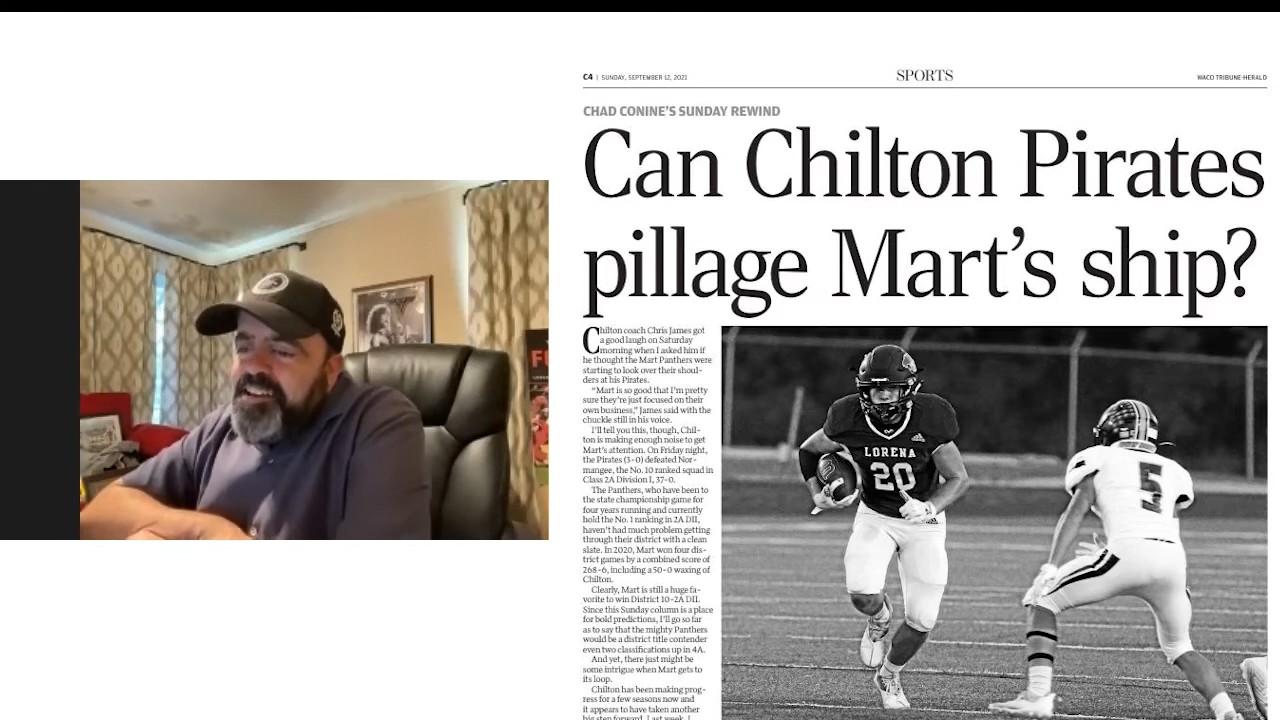 C4 | SUNDAY, SEPTEMBER 12, 2021
SPORTS
WACO TRIBUNE-HERALD
CHAD CONINE'S SUNDAY REWIND
Can Chilton Pirates
pillage Mart's ship?
Chilton coach Chris James got
a good laugh on Saturday
morning when I asked him if
he thought the Mart Panthers were
starting to look over their shoul-
ders at his Pirates.
"Mart is so good that I'm pretty
sure they're just focused on their
own business," James said with the
chuckle still in his voice.
I'll tell you this, though, Chil-
ton is making enough noise to get
Mart's attention. On Friday night,
the Pirates (3-0) defeated Nor-
mangee, the No. 10 ranked squad in
Class 2A Division I, 37-0.
The Panthers, who have been to
the state championship game for
four years running and currently
hold the No. 1 ranking in 2A DII,
haven't had much problem getting
through their district with a clean
slate. In 2020, Mart won four dis-
trict games by a combined score of
268-6, including a 50-0 waxing of
Chilton.
Clearly, Mart is still a huge fa-
vorite to win District 10-2A DII.
Since this Sunday column is a place
for bold predictions, I'll go so far
as to say that the mighty Panthers
would be a district title contender
even two classifications up in 4A.
And yet, there just might be
some intrigue when Mart gets to
its loop.
Chilton has been making prog-
ress for a few seasons now and
it appears to have taken another
big step forward. Last week, I
LORENA
20
5